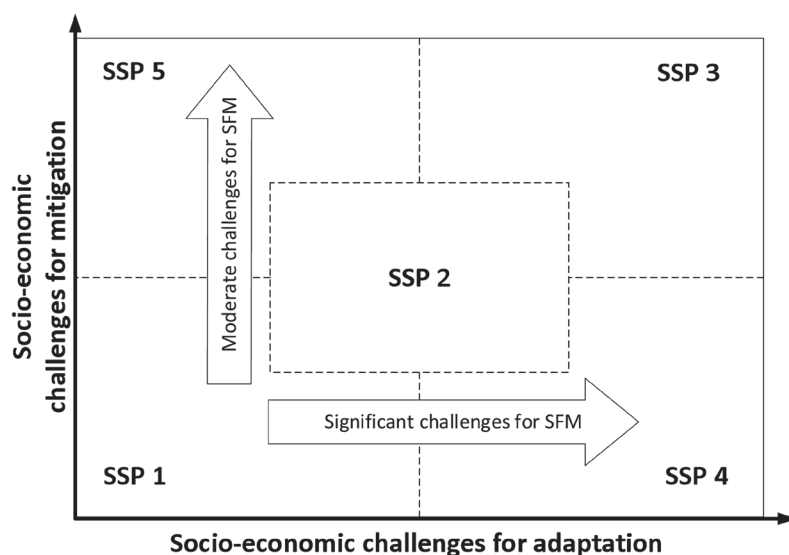 SSP 5
SSP 3
Moderate challenges for SFM
Socio-economic
challenges for mitigation
SSP 2
Significant challenges for SFM
SSP 1
SSP 4
Socio-economic challenges for adaptation